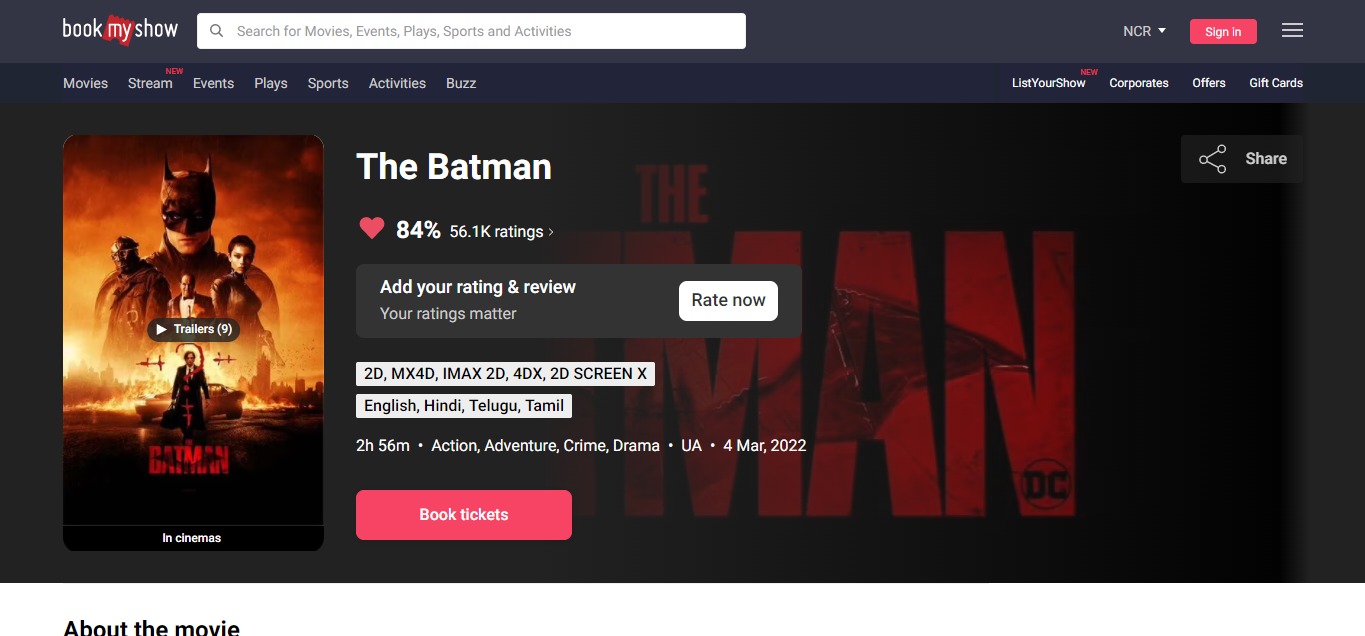 book my show
Search for Movies, Events, Plays, Sports and Activities
NCR
Sign in
Movies
Stream
NEW
Events
Plays
Sports
Activities
Buzz
ListYourShow
NEW
Corporates
Offers
Gift Cards
The Batman
Share
THE
84% 56.1K ratings >
Add your rating & review
Your ratings matter
Rate now
TMAN
Trailers (9)
2D, MX4D, IMAX 2D, 4DX, 2D SCREEN X
English, Hindi, Telugu, Tamil
2h 56m • Action, Adventure, Crime, Drama • UA • 4 Mar, 2022
BATMAN
DC
Book tickets
In cinemas
About the movie